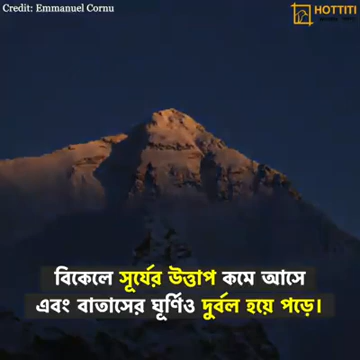 Credit: Emmanuel Cornu
HOTTITI
বিকেলে সূর্যের উত্তাপ কমে আসে
এবং বাতাসের ঘূর্ণিও দুর্বল হয়ে পড়ে।